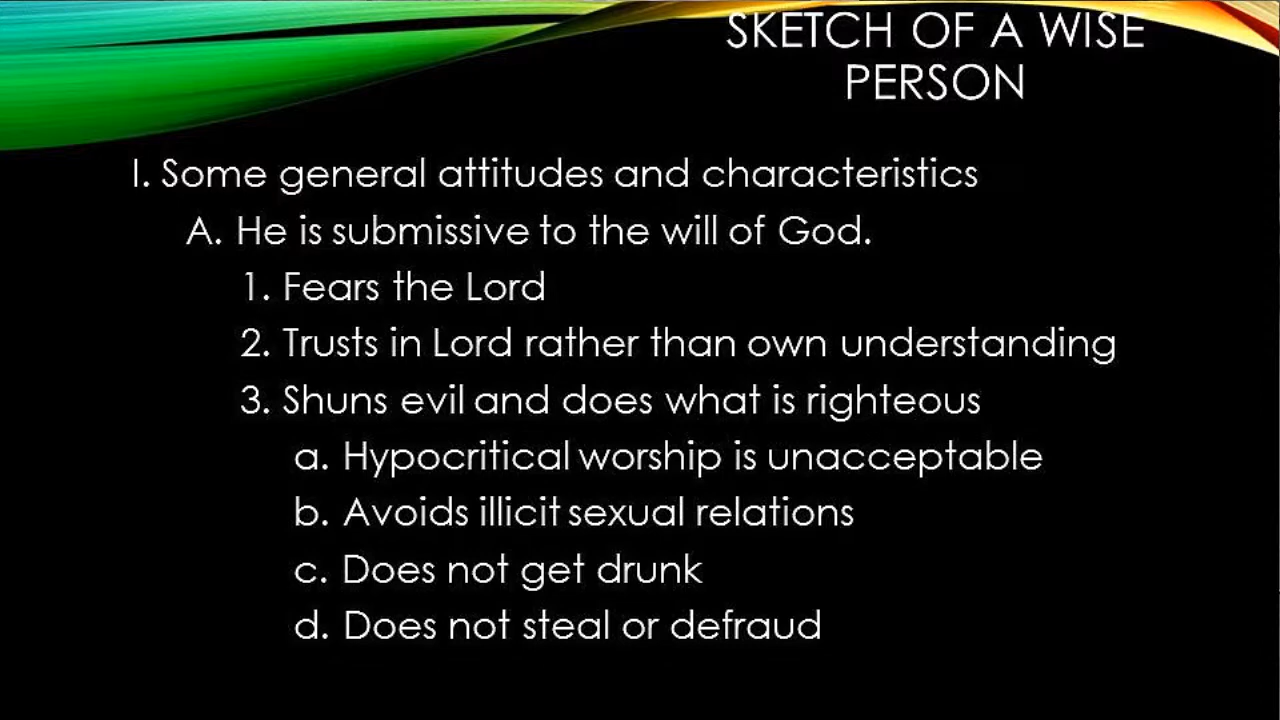 SKETCH OF A WISE
PERSON
I. Some general attitudes and characteristics
A. He is submissive to the will of God.
1. Fears the Lord
2. Trusts in Lord rather than own understanding
3. Shuns evil and does what is righteous
a. Hypocritical worship is unacceptable
b. Avoids illicit sexual relations
c. Does not get drunk
d. Does not steal or defraud